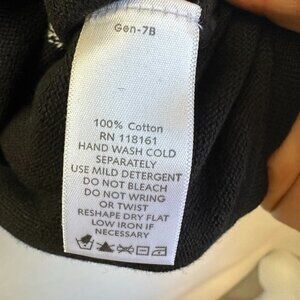 Gen-7B
100% Cotton
RN 118161
HAND WASH COLD
SEPARATELY
USE MILD DETERGENT
DO NOT BLEACH
DO NOT WRING
OR TWIST
RESHAPE DRY FLAT
LOW IRON IF
NECESSARY